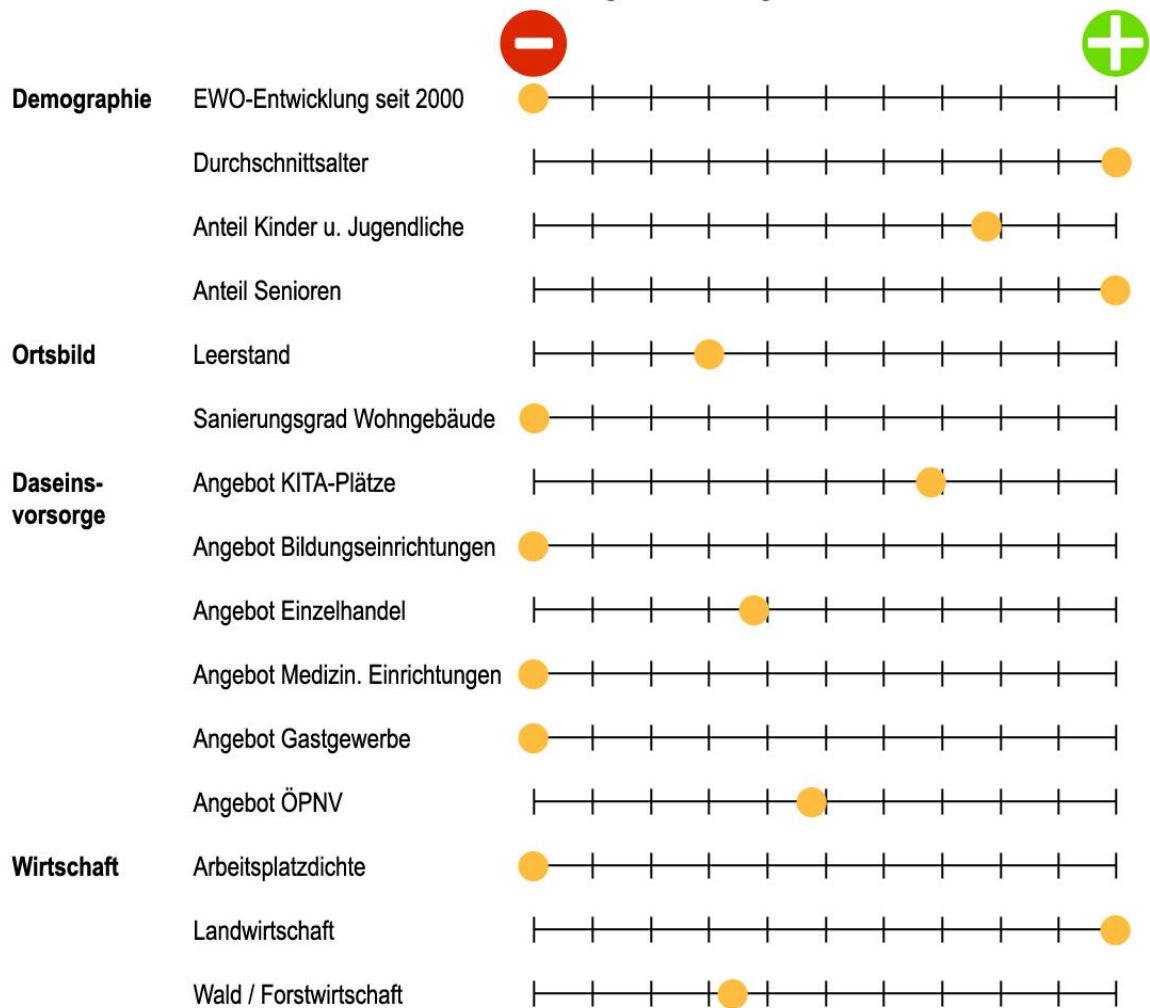 Demographie EWO-Entwicklung seit 2000
Durchschnittsalter
Anteil Kinder u. Jugendliche
Anteil Senioren
Ortsbild Leerstand
Sanierungsgrad Wohngebäude
Daseins-
vorsorge
Angebot KITA-Plätze
Angebot Bildungseinrichtungen
Angebot Einzelhandel
Angebot Medizin. Einrichtungen
Angebot Gastgewerbe
Angebot ÖPNV
Wirtschaft Arbeitsplatzdichte
Landwirtschaft
Wald / Forstwirtschaft